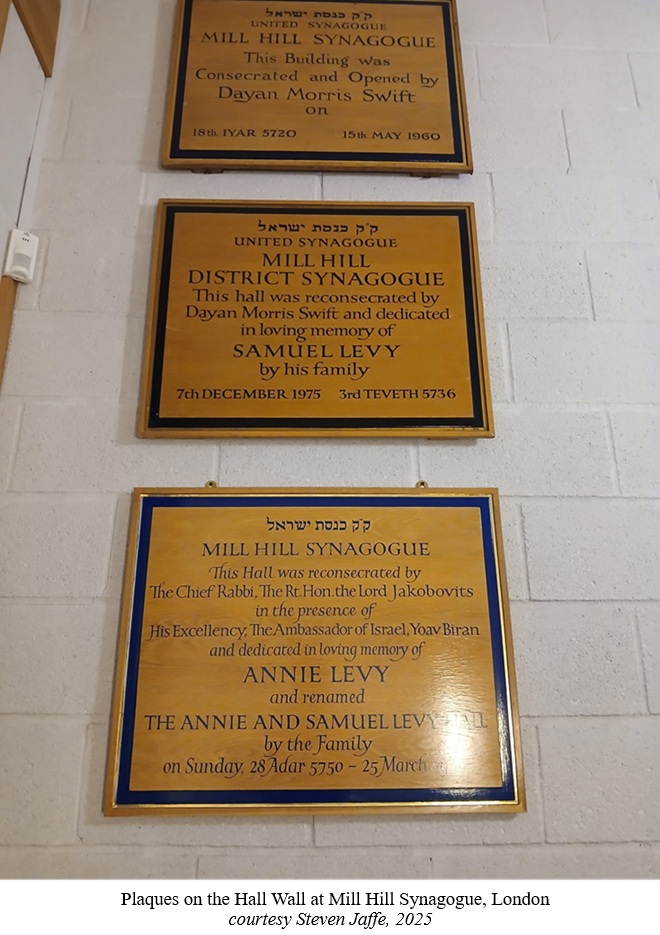 ק״ק כנסת ישראל
UNITED SYNAGOGUE
MILL HILL SYNAGOGUE
This Building was
Consecrated and Opened by
Dayan Morris Swift
on
18th IYAR 5720 15th MAY 1960
ק״ק כנסת ישראל
UNITED SYNAGOGUE
MILL HILL
DISTRICT SYNAGOGUE
This hall was reconsecrated by
Dayan Morris Swift and dedicated
in loving memory of
SAMUEL LEVY
by his family
7th DECEMBER 1975 3rd TEVETH 5736
ק״ק כנסת ישראל
MILL HILL SYNAGOGUE
This Hall was reconsecrated by
The Chief Rabbi, The Rt. Hon. the Lord Jakobovits
in the presence of
His Excellency, The Ambassador of Israel, Yoav Biran
and dedicated in loving memory of
ANNIE LEVY
and renamed
THE ANNIE AND SAMUEL LEVY HALL
by the Family
on Sunday, 28 Adar 5750 – 25 March
Plaques on the Hall Wall at Mill Hill Synagogue, London
courtesy Steven Jaffe, 2025